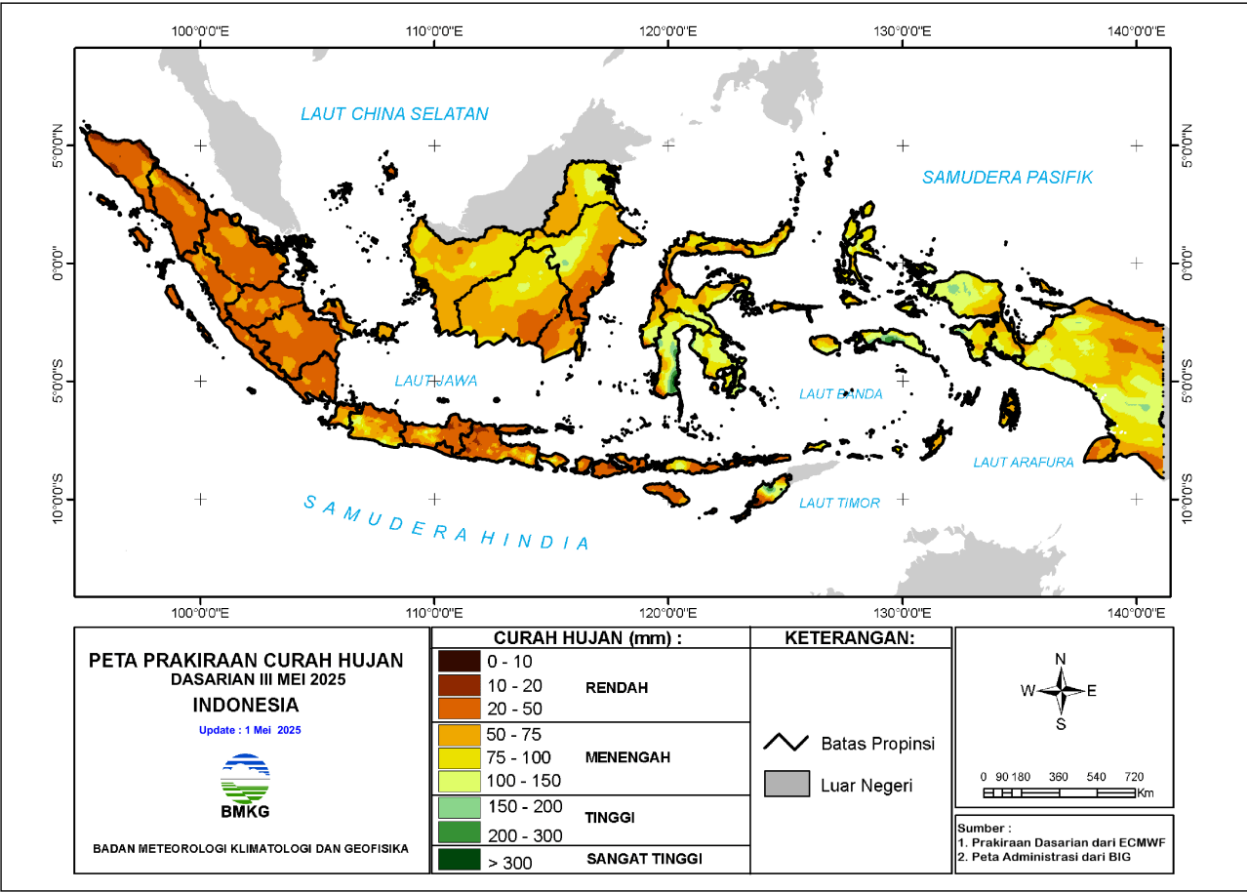 100°0'0"E 110°0'0"E 120°0'0"E 130°0'0"E 140°0'0"E
LAUT CHINA SELATAN
5°0'0"N 5°0'0"N
SAMUDERA PASIFIK
0°0'0" 0°0'0"
LAUT JAWA
5°0'0"S 5°0'0"S
LAUT BANDA
LAUT ARAFURA
10°0'0"S 10°0'0"S
LAUT TIMOR
SAMUDERA HINDIA
100°0'0"E 110°0'0"E 120°0'0"E 130°0'0"E 140°0'0"E
PETA PRAKIRAAN CURAH HUJAN
DASARIAN III MEI 2025
INDONESIA
Update : 1 Mei 2025
BMKG
BADAN METEOROLOGI KLIMATOLOGI DAN GEOFISIKA
CURAH HUJAN (mm) :
0 - 10
10 - 20
20 - 50
RENDAH
50 - 75
75 - 100
100 - 150
MENENGAH
150 - 200
200 - 300
TINGGI
> 300
SANGAT TINGGI
KETERANGAN:
Batas Propinsi
Luar Negeri
N
W E
S
0 90 180 360 540 720
Km
Sumber :
1. Prakiraan Dasarian dari ECMWF
2. Peta Administrasi dari BIG